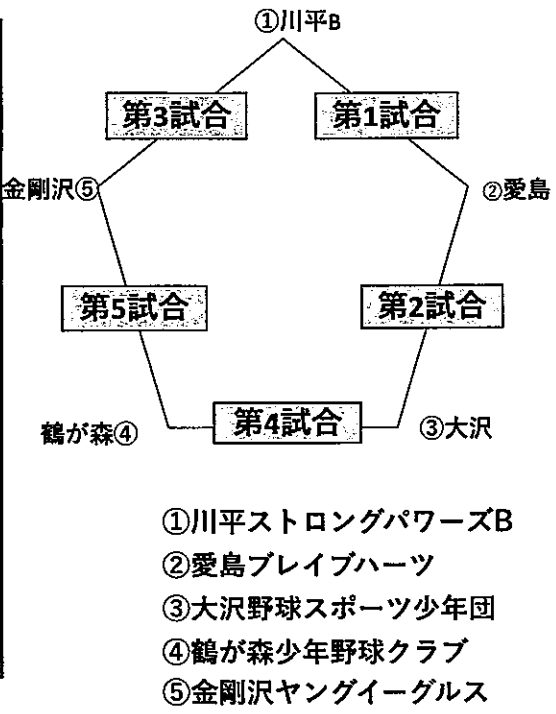 ①川平B
第3試合
第1試合
金剛沢⑤
②愛島
第5試合
第2試合
鶴が森④
第4試合
③大沢
①川平ストロングパワーズB
②愛島ブレイブハーツ
③大沢野球スポーツ少年団
④鶴が森少年野球クラブ
⑤金剛沢ヤングイーグルス